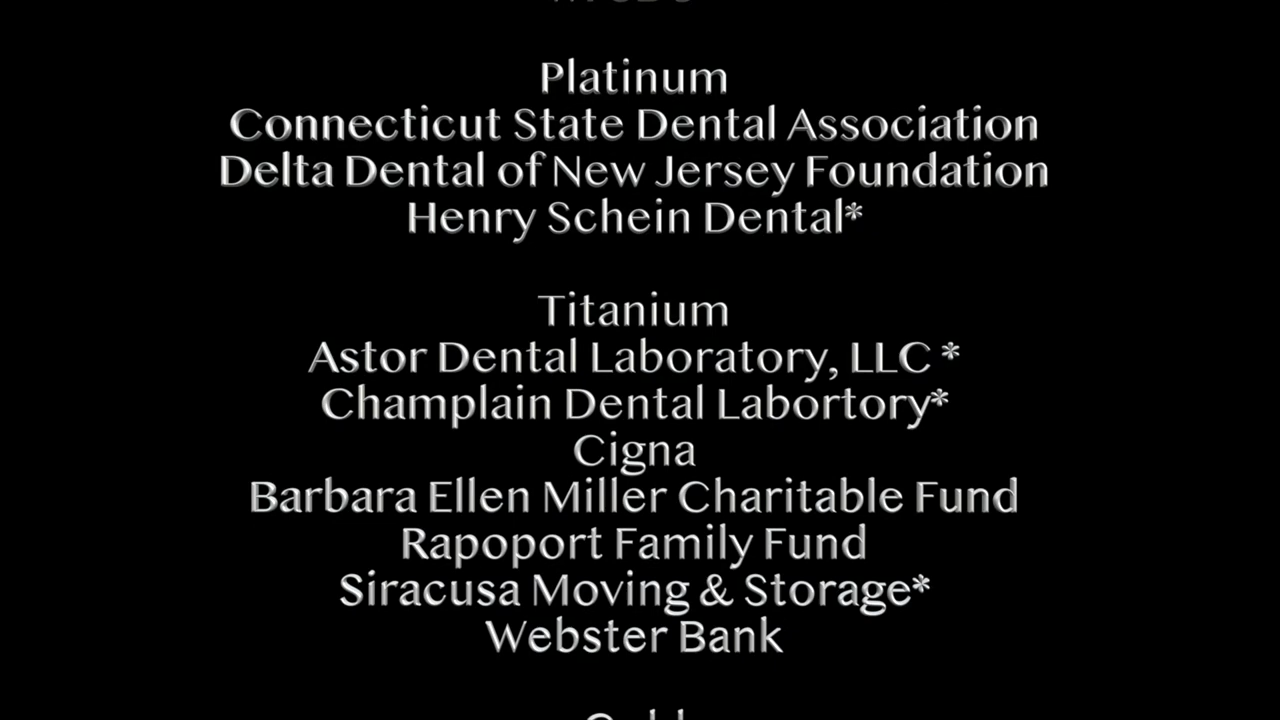 Platinum
Connecticut State Dental Association
Delta Dental of New Jersey Foundation
Henry Schein Dental*
Titanium
Astor Dental Laboratory, LLC *
Champlain Dental Labortory*
Cigna
Barbara Ellen Miller Charitable Fund
Rapoport Family Fund
Siracusa Moving & Storage*
Webster Bank